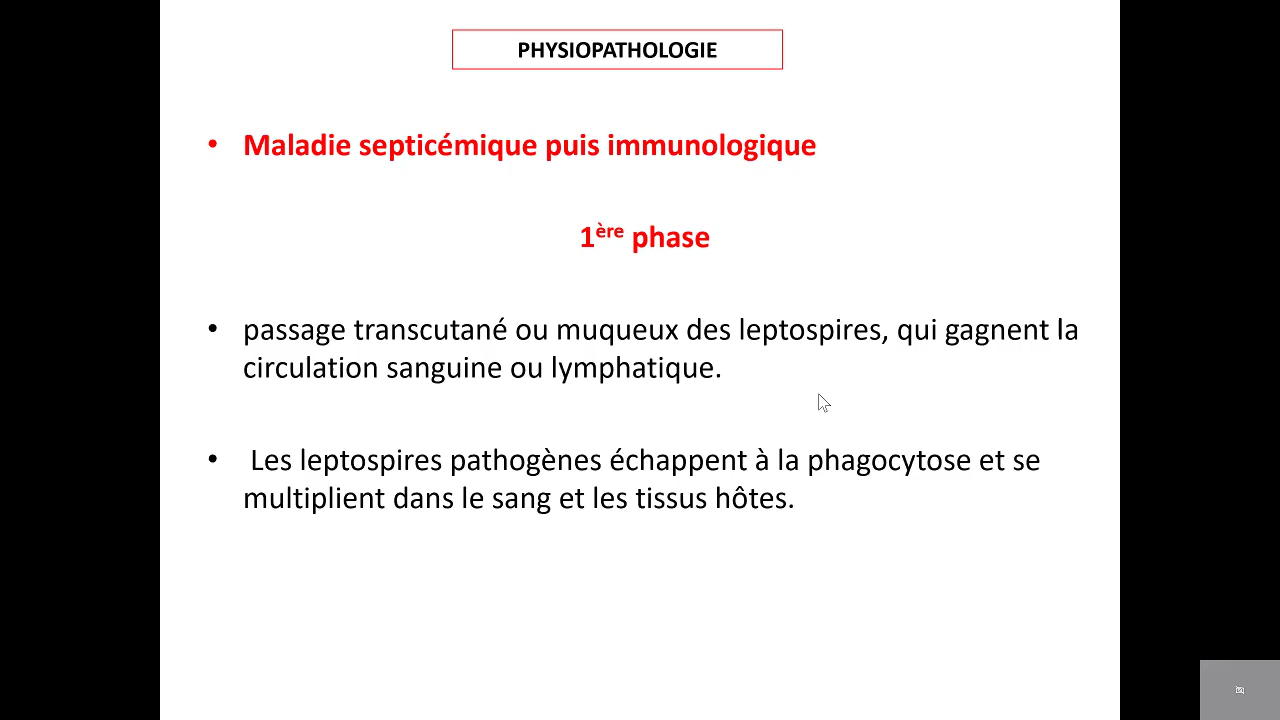 PHYSIOPATHOLOGIE
• Maladie septicémique puis immunologique
1ère phase
• passage transcutané ou muqueux des leptospires, qui gagnent la
circulation sanguine ou lymphatique.
• Les leptospires pathogènes échappent à la phagocytose et se
multiplient dans le sang et les tissus hôtes.